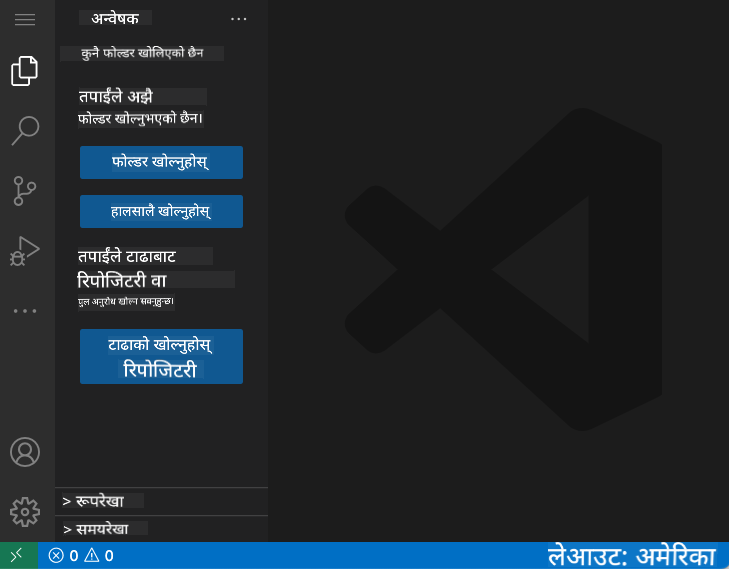 अन्वेषक
कुनै फोल्डर खोलिएको छैन
तपाईंले अझै
फोल्डर खोल्नुभएको छैन।
फोल्डर खोल्नुहोस्
हालसालै खोल्नुहोस्
तपाईंले टाढाबाट
रिपोजिटरी वा
पुल अनुरोध खोल्न सक्नुहुन्छ।
टाढाको खोल्नुहोस्
रिपोजिटरी
> रूपरेखा
> समयरेखा
0 0 लेआउट: अमेरिका